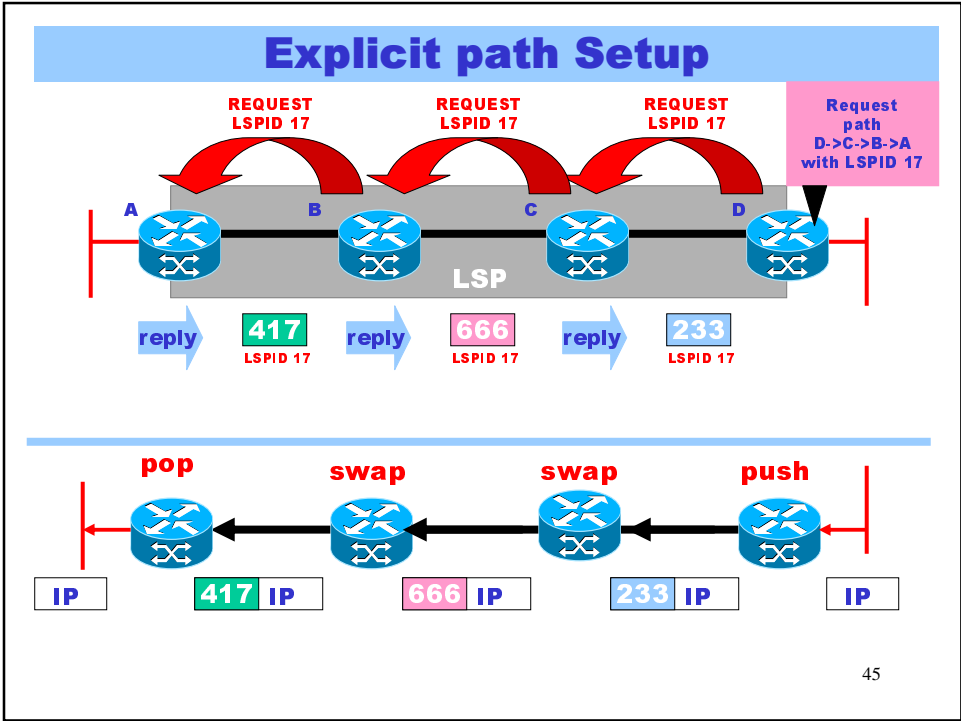 Explicit path Setup
REQUEST
LSPID 17
REQUEST
LSPID 17
REQUEST
LSPID 17
Request
path
D->C->B->A
with LSPID 17
A
B
C
D
LSP
reply
417
LSPID 17
reply
666
LSPID 17
reply
233
LSPID 17
pop
swap
swap
push
IP
417 IP
666 IP
233 IP
IP
45